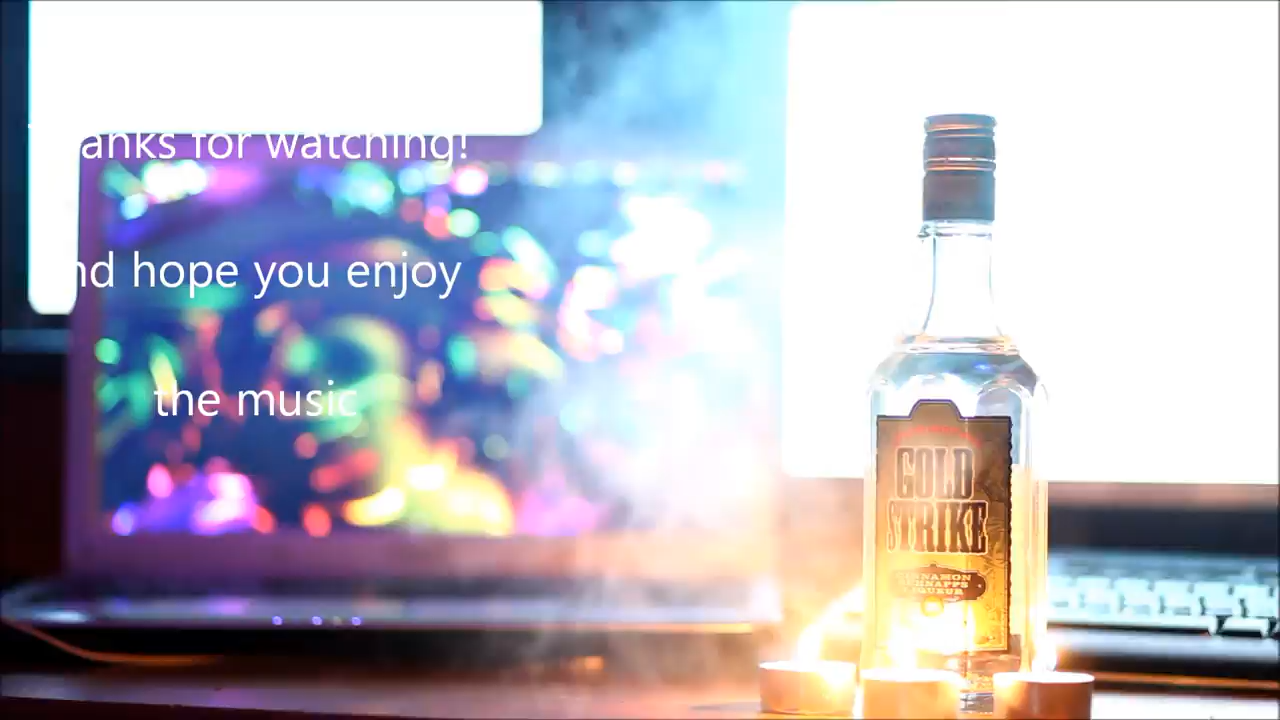 anks for watching!
nd hope you enjoy
the music
GOLD
STRIKE
CINNAMON
SCHNAPPS
LIQUEUR